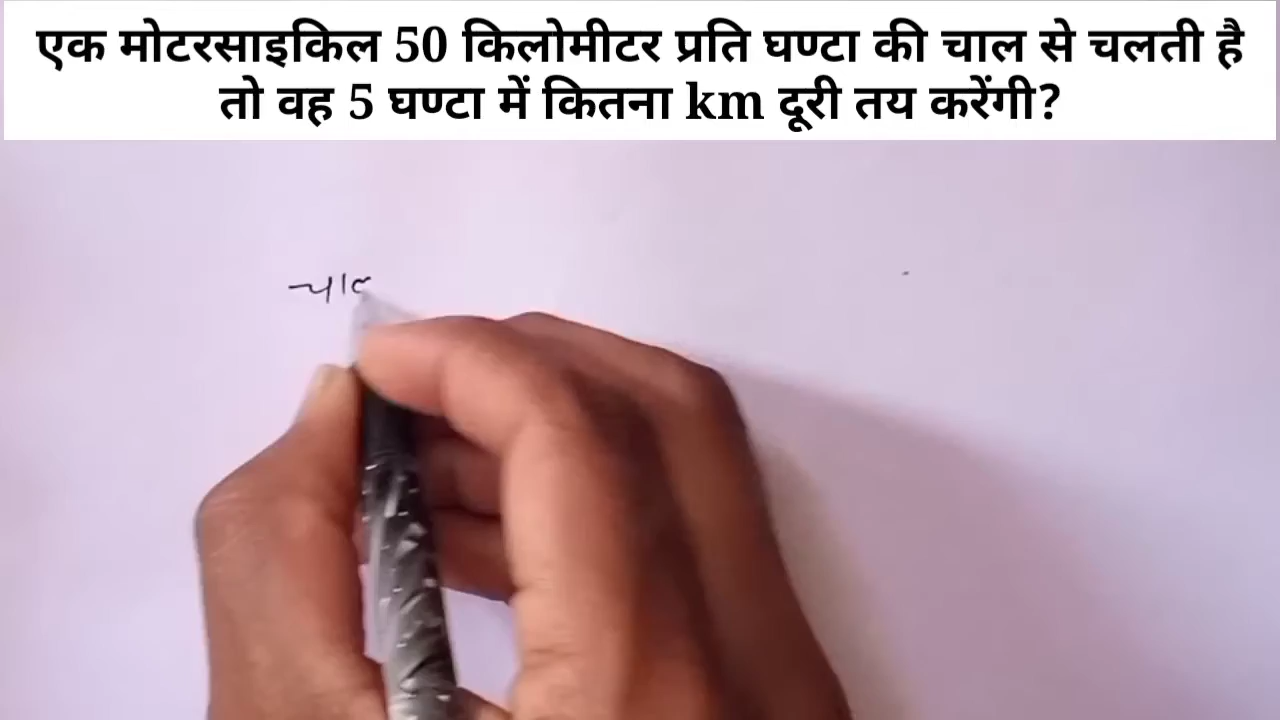 एक मोटरसाइकिल 50 किलोमीटर प्रति घण्टा की चाल से चलती है
तो वह 5 घण्टा में कितना km दूरी तय करेंगी?
चाल